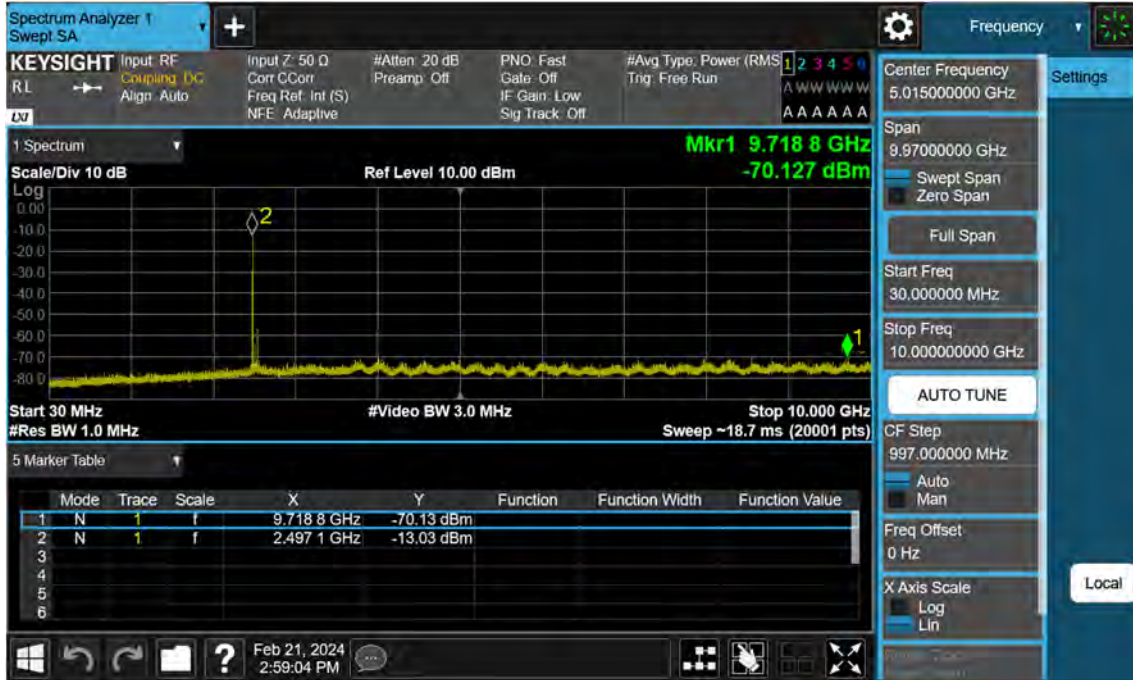 Spectrum Analyzer 1
Swept SA
+
Frequency
KEYSIGHT
RL
LXI
Input: RF
Coupling: DC
Align: Auto
Input Z: 50 Ω
Corr CCorr
Freq Ref: Int (S)
NFE: Adaptive
#Atten: 20 dB
Preamp: Off
PNO: Fast
Gate: Off
IF Gain: Low
Sig Track: Off
#Avg Type: Power (RMS
Trig: Free Run
1 2 3 4 5 6
A W W W W W
A A A A A A
1 Spectrum
Scale/Div 10 dB
Ref Level 10.00 dBm
Mkr1 9.718 8 GHz
-70.127 dBm
Log
0.00
-10.0
-20.0
-30.0
-40.0
-50.0
-60.0
-70.0
-80.0
2
1
Start 30 MHz
#Video BW 3.0 MHz
Stop 10.000 GHz
#Res BW 1.0 MHz
Sweep ~18.7 ms (20001 pts)
5 Marker Table
Mode Trace Scale X Y Function Function Width Function Value
1 N 1 f 9.718 8 GHz -70.13 dBm
2 N 1 f 2.497 1 GHz -13.03 dBm
3
4
5
6
?
Feb 21, 2024
2:59:04 PM
Center Frequency
5.015000000 GHz
Span
9.97000000 GHz
Swept Span
Zero Span
Full Span
Start Freq
30.000000 MHz
Stop Freq
10.000000000 GHz
AUTO TUNE
CF Step
997.000000 MHz
Auto
Man
Freq Offset
0 Hz
X Axis Scale
Log
Lin
Settings
Local